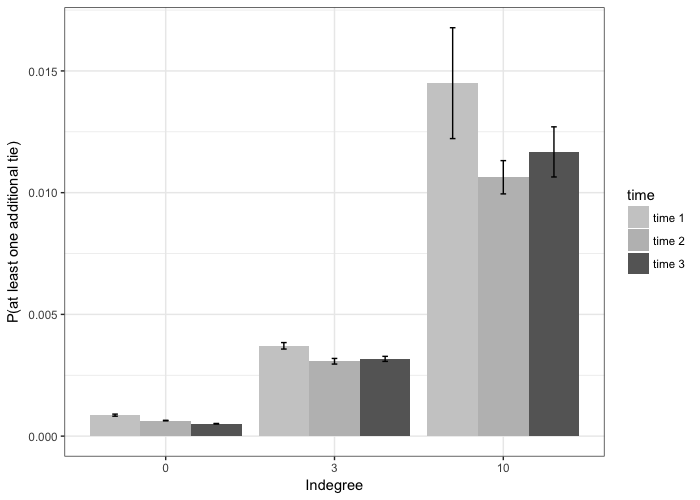 0.015
0.010
0.005
0.000
P(at least one additional tie)
0
3
10
Indegree
time
time 1
time 2
time 3